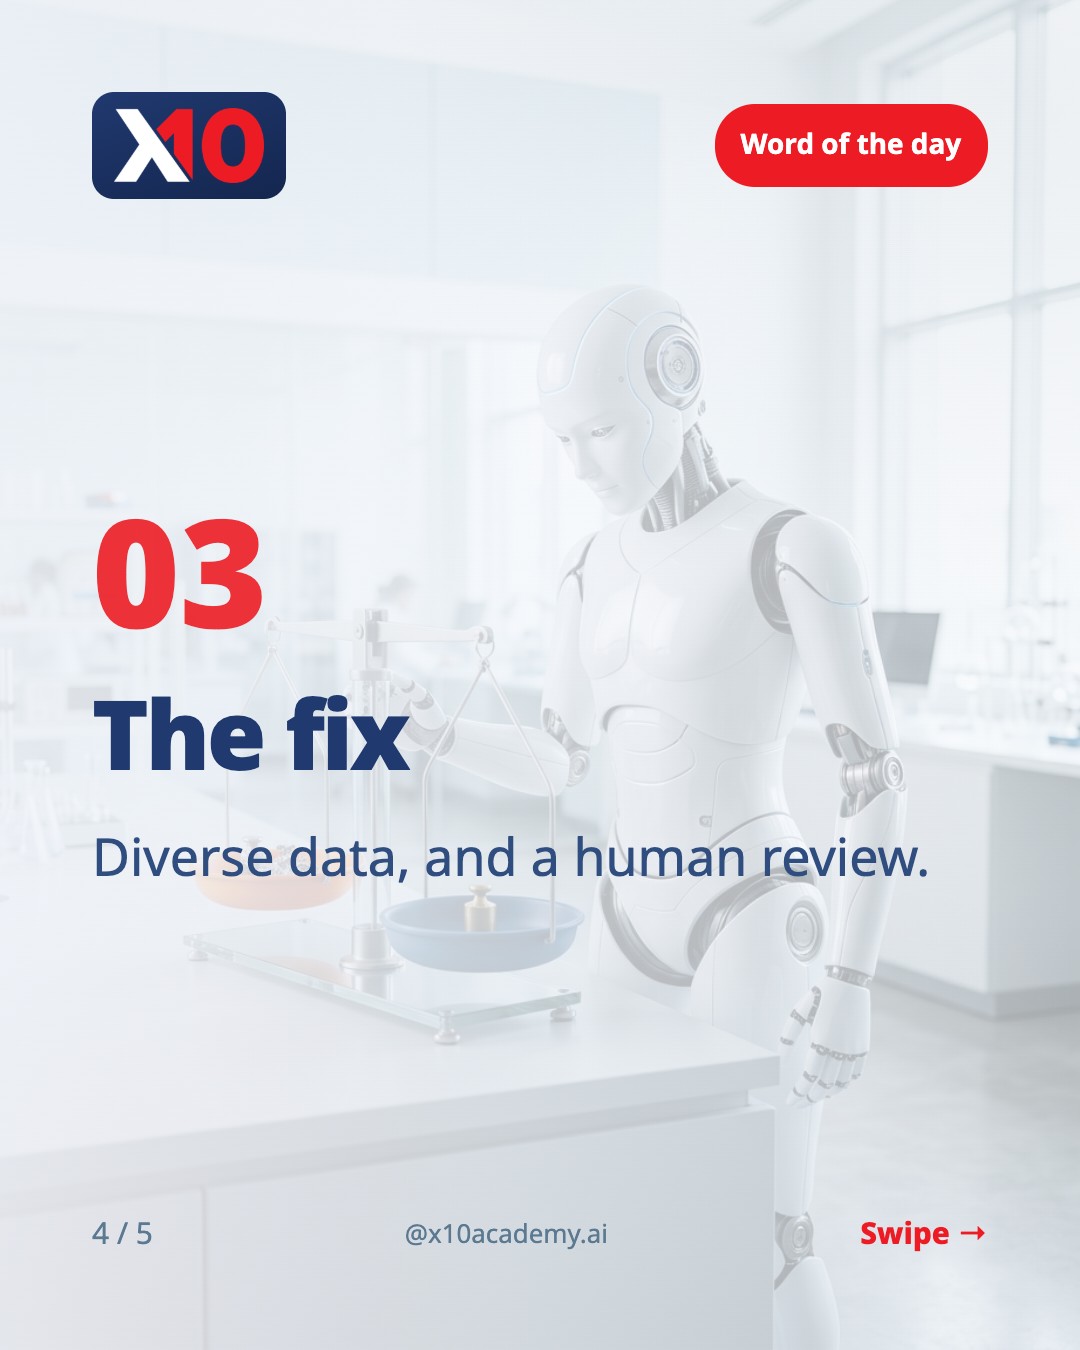 X10
Word of the day
03
The fix
Diverse data, and a human review.
4 / 5
@x10academy.ai
Swipe →